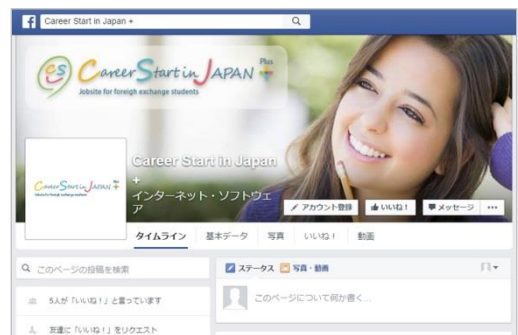 Career Start in Japan +
CS Career Start in JAPAN Plus +
Jobsite for foreigh exchange students
Career Start in JAPAN +
Career Start in Japan
+
インターネット・ソフトウェ
ア
アカウント登録 いいね! メッセージ •••
タイムライン 基本データ 写真 いいね! 動画
このページの投稿を検索
ステータス 写真・動画
このページについて何か書く...
5人が「いいね!」と言っています
友達に「いいね!」をリクエスト